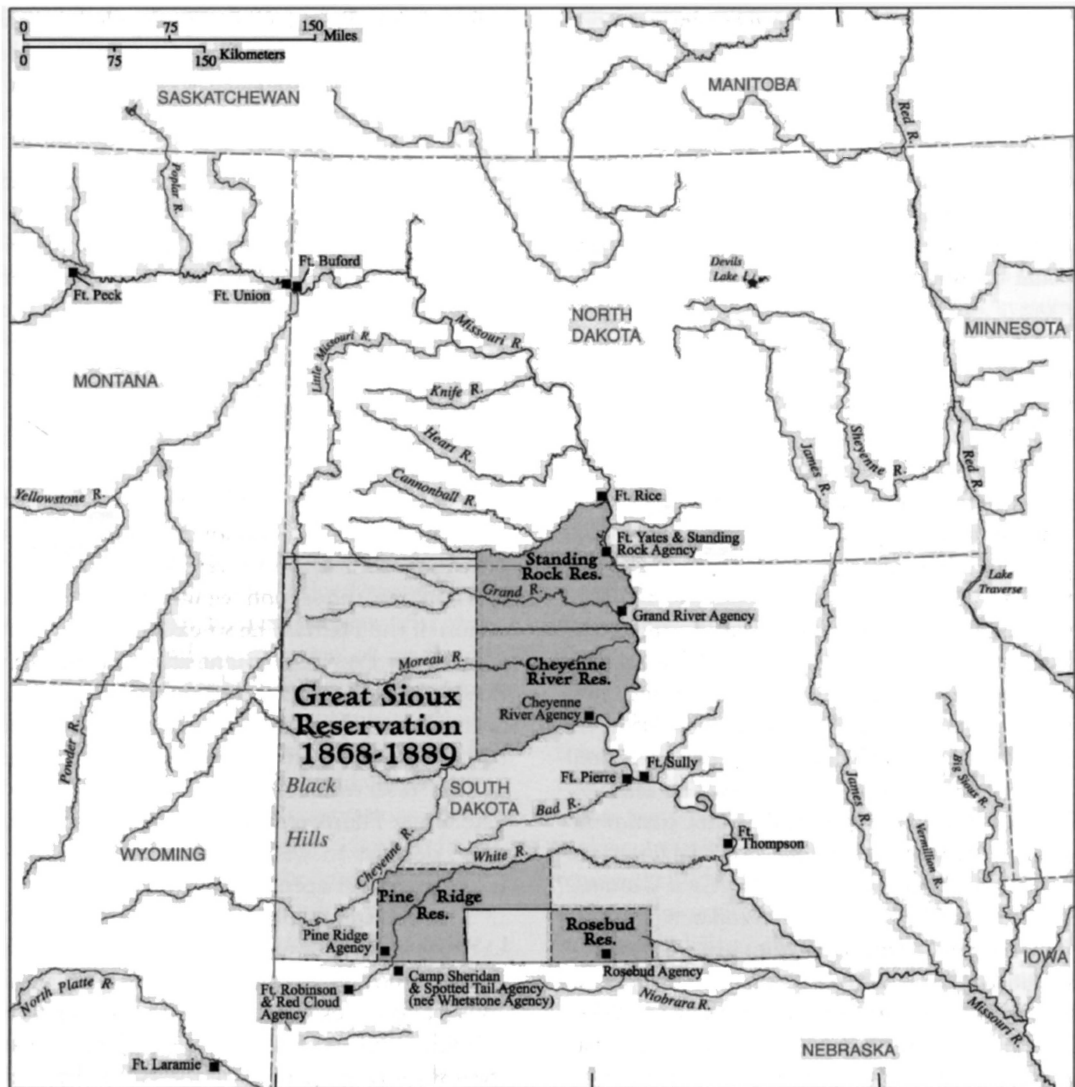 0 75 150 Miles
0 75 150 Kilometers
SASKATCHEWAN
MANITOBA
Red R.
Poplar R.
Ft. Buford
Devils
Lake
Ft. Peck
Ft. Union
NORTH
DAKOTA
MINNESOTA
Missouri R.
Little Missouri R.
MONTANA
Knife R.
Heart R.
James R.
Sheyenne R.
Red R.
Yellowstone R.
Cannonball R.
Ft. Rice
Ft. Yates & Standing
Rock Agency
Standing
Rock Res.
Lake
Traverse
Grand R.
Grand River Agency
Moreau R.
Cheyenne
River Res.
Great Sioux
Reservation
1868-1889
Cheyenne
River Agency
Powder R.
Ft. Sully
Ft. Pierre
Black
Hills
SOUTH
DAKOTA
Bad R.
James R.
Big Sioux R.
Ft.
Thompson
WYOMING
Cheyenne R.
White R.
Vermillion R.
Pine Ridge
Res.
Rosebud
Res.
Pine Ridge
Agency
IOWA
Rosebud Agency
Camp Sheridan
& Spotted Tail Agency
(neé Whetstone Agency)
North Platte R.
Ft. Robinson
& Red Cloud
Agency
Niobrara R.
Missouri R.
Ft. Laramie
NEBRASKA